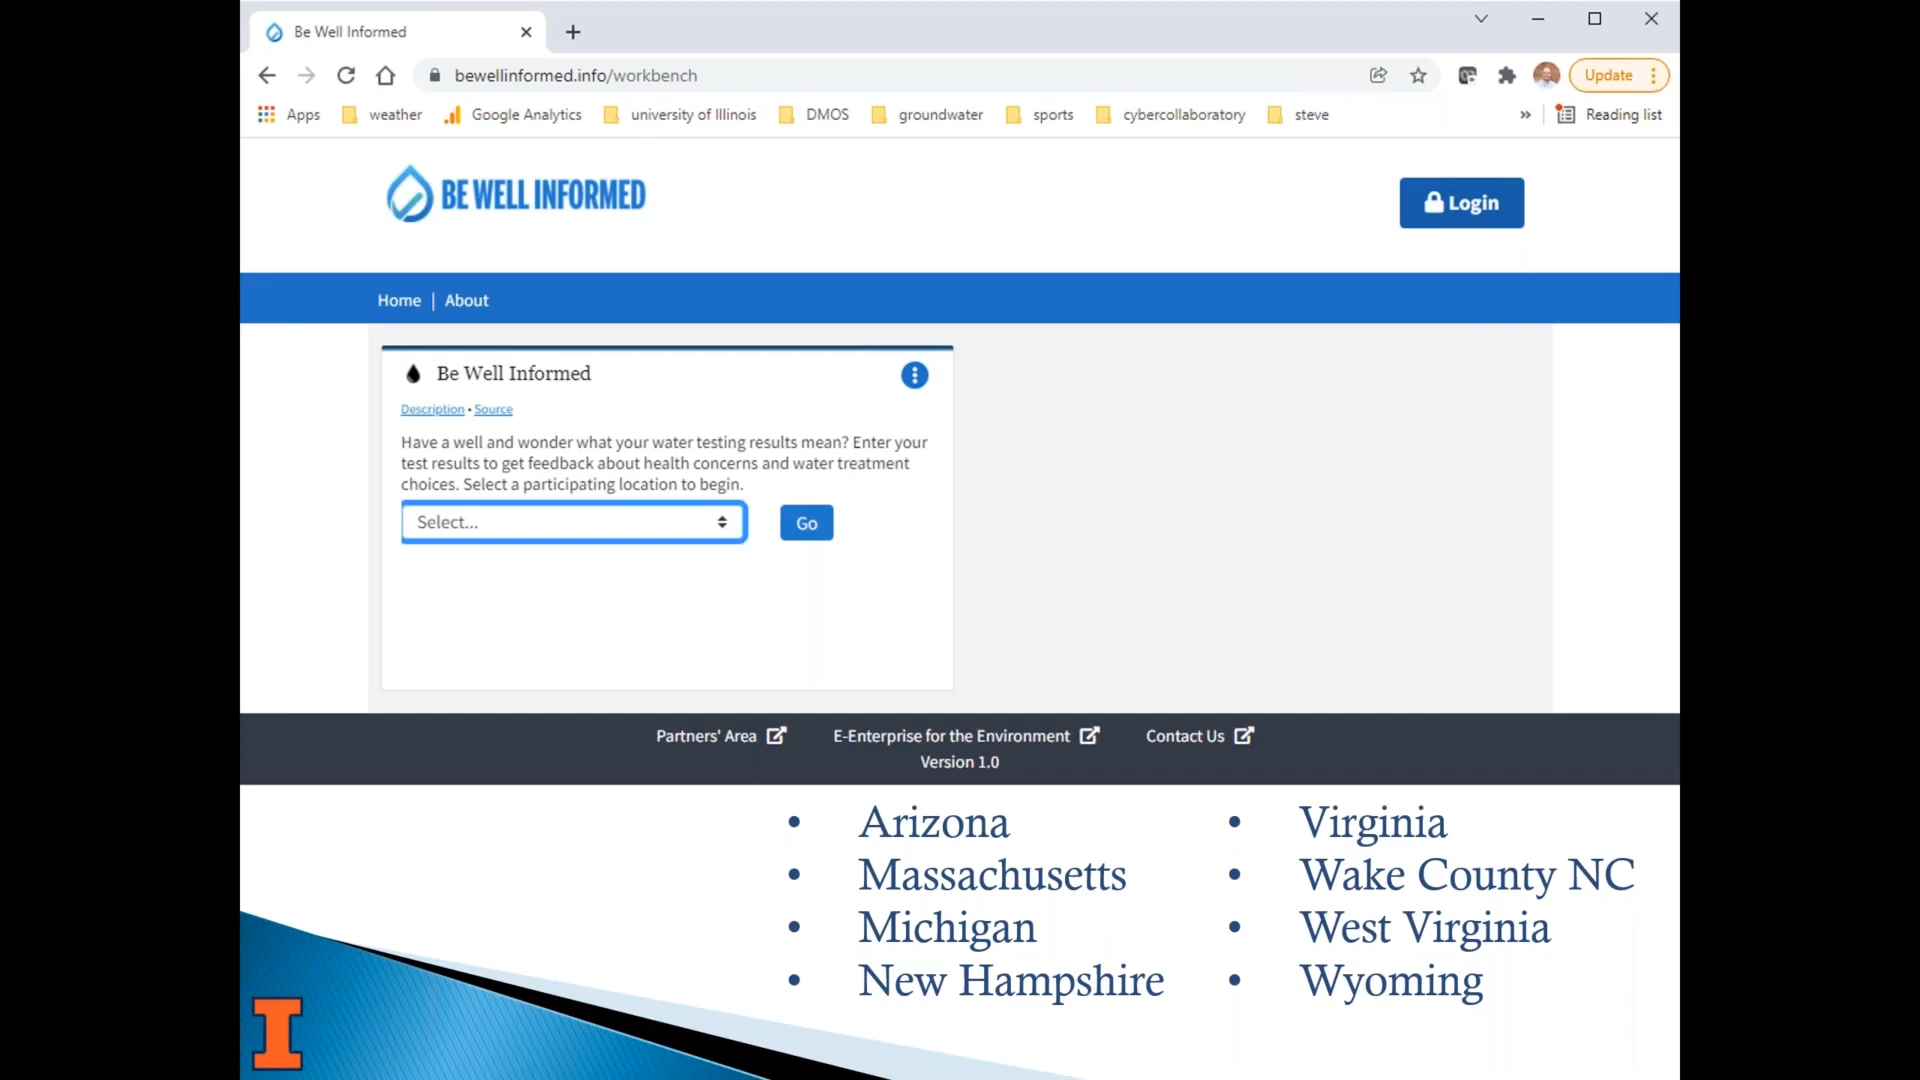 Be Well Informed
bewellinformed.info/workbench
Update
Apps weather Google Analytics university of Illinois DMOS groundwater sports cybercollaboratory steve » Reading list
BE WELL INFORMED
Login
Home | About
Be Well Informed
Description • Source
Have a well and wonder what your water testing results mean? Enter your
test results to get feedback about health concerns and water treatment
choices. Select a participating location to begin.
Select...
Go
Partners' Area E-Enterprise for the Environment Contact Us
Version 1.0
• Arizona
• Massachusetts
• Michigan
• New Hampshire
• Virginia
• Wake County NC
• West Virginia
• Wyoming
I